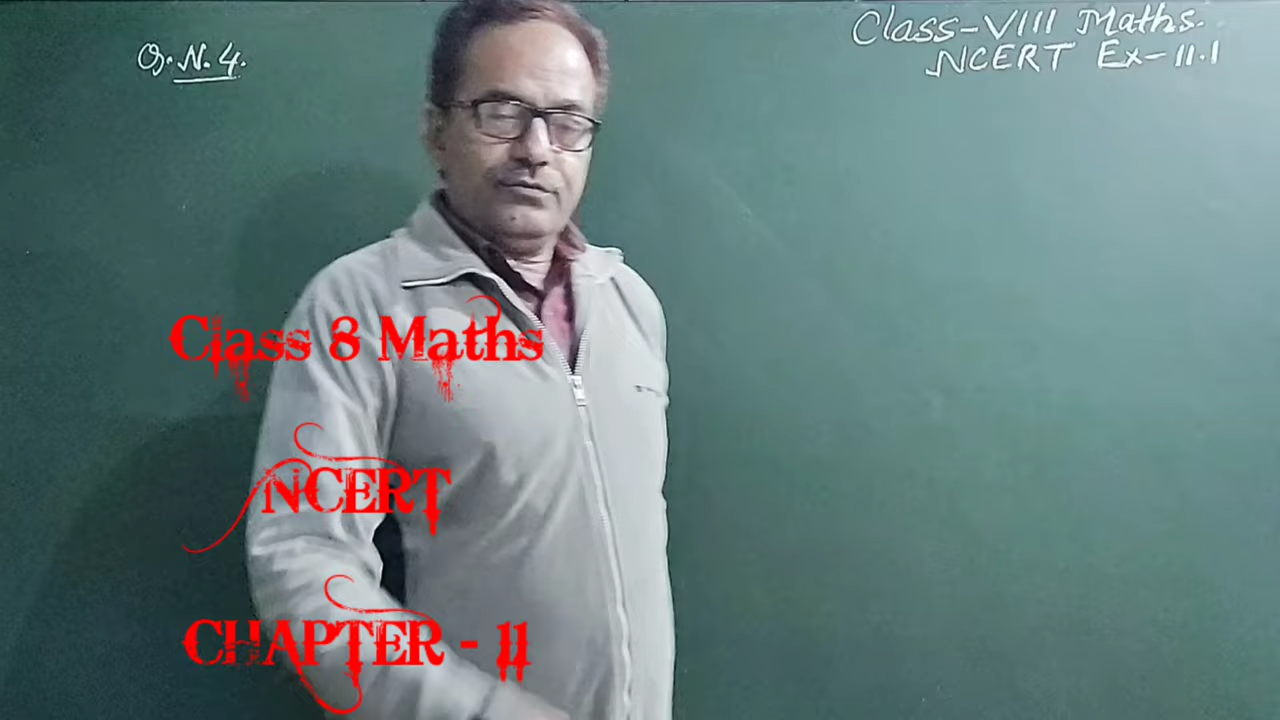 Q.N.4.
Class-VIII Maths.
NCERT Ex-11.1
Class 8 Maths
NCERT
CHAPTER - 11